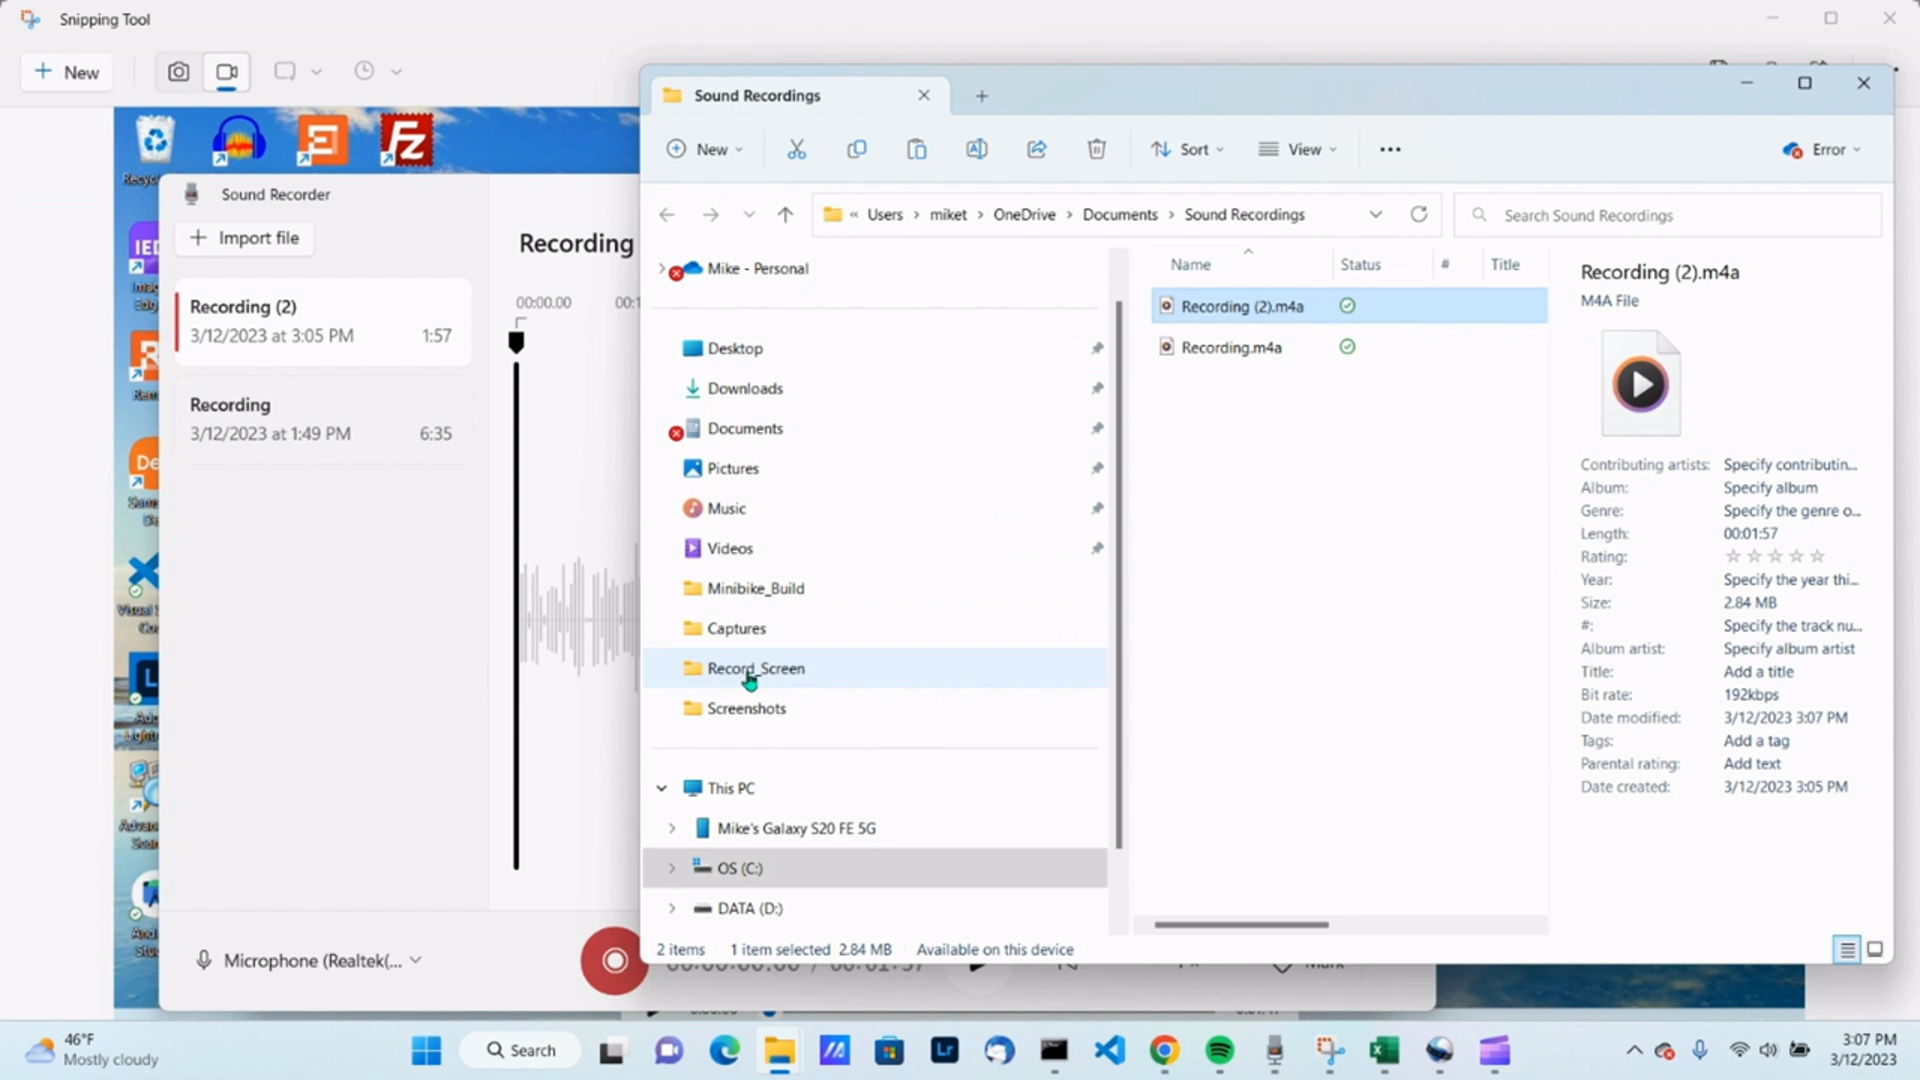 Snipping Tool
New
Recyc
Sound Recorder
Import file
Recording (2)
3/12/2023 at 3:05 PM 1:57
Recording
3/12/2023 at 1:49 PM 6:35
Recording
00:00.00 00:1
Microphone (Realtek(...
Sound Recordings
New
Sort
View
Error
« Users > miket > OneDrive > Documents > Sound Recordings
Search Sound Recordings
Mike - Personal
Desktop
Downloads
Documents
Pictures
Music
Videos
Minibike_Build
Captures
Record_Screen
Screenshots
This PC
Mike's Galaxy S20 FE 5G
OS (C:)
DATA (D:)
Name Status # Title
Recording (2).m4a
Recording.m4a
Recording (2).m4a
M4A File
Contributing artists: Specify contributin...
Album: Specify album
Genre: Specify the genre o...
Length: 00:01:57
Rating: ☆☆☆☆☆
Year: Specify the year thi...
Size: 2.84 MB
#: Specify the track nu...
Album artist: Specify album artist
Title: Add a title
Bit rate: 192kbps
Date modified: 3/12/2023 3:07 PM
Tags: Add a tag
Parental rating: Add text
Date created: 3/12/2023 3:05 PM
2 items 1 item selected 2.84 MB Available on this device
46°F
Mostly cloudy
Search
Lr
3:07 PM
3/12/2023